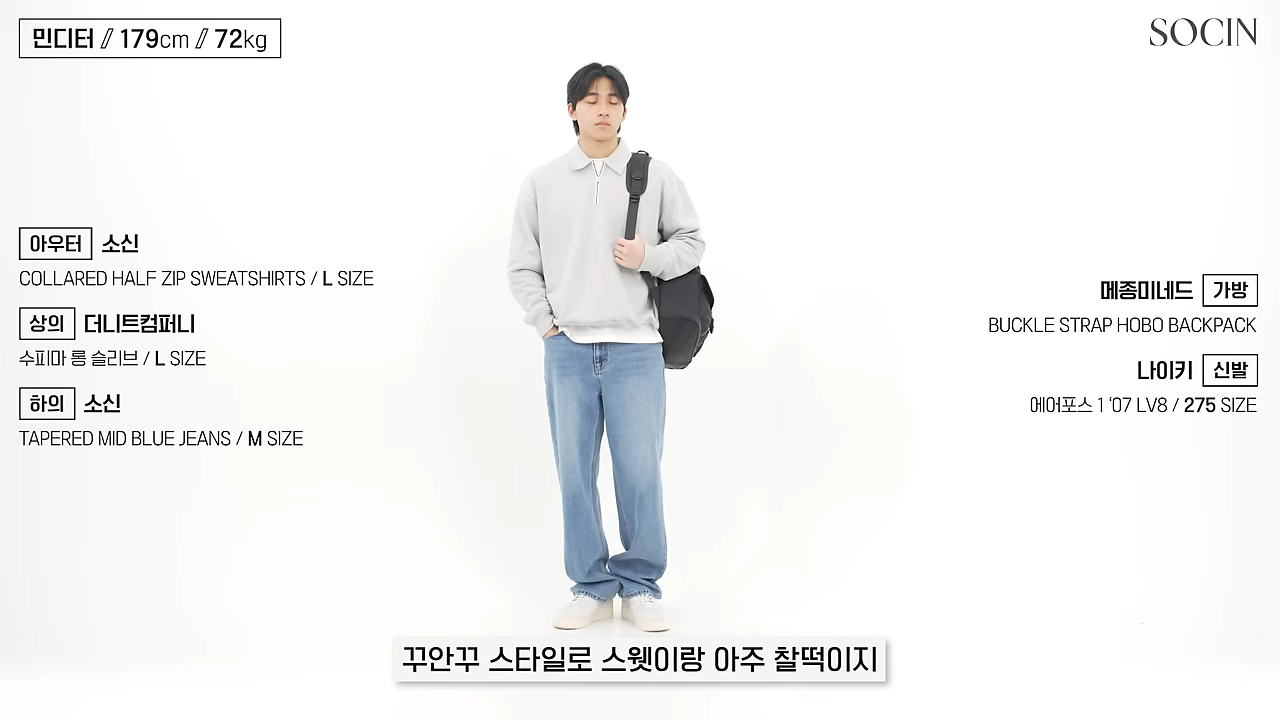 민디터 // 179cm // 72kg
SOCIN
아우터 소신
COLLARED HALF ZIP SWEATSHIRTS / L SIZE
상의 더니트컴퍼니
수피마 롱 슬리브 / L SIZE
하의 소신
TAPERED MID BLUE JEANS / M SIZE
메종미네드 가방
BUCKLE STRAP HOBO BACKPACK
나이키 신발
에어포스 1 ‘07 LV8 / 275 SIZE
꾸안꾸 스타일로 스웻이랑 아주 찰떡이지